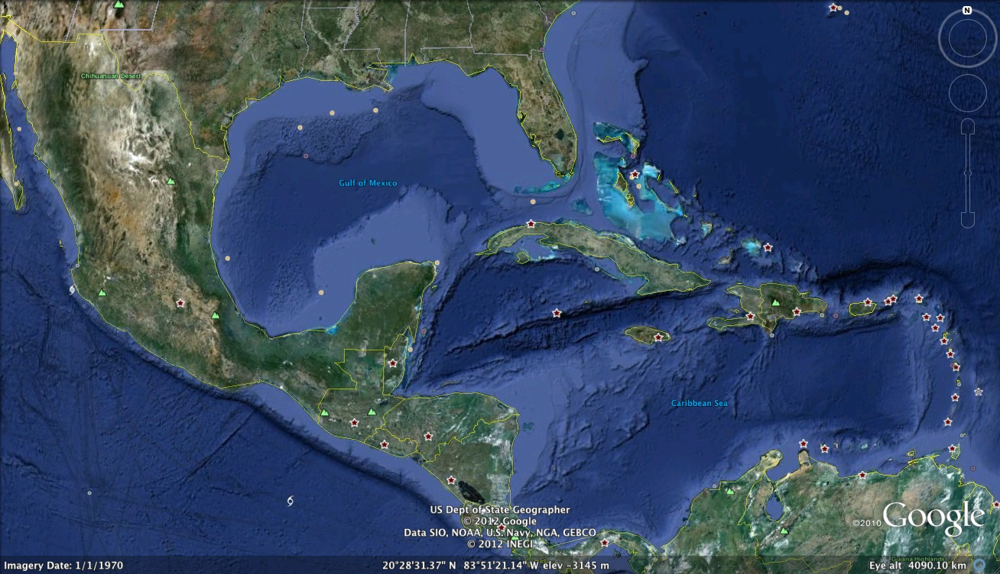 N
Chihuahuan Desert
Gulf of Mexico
Caribbean Sea
US Dept of State Geographer
© 2012 Google
Data SIO, NOAA, U.S. Navy, NGA, GEBCO
© 2012 INEGI
©2010 Google
Guiana Highlands
Imagery Date: 1/1/1970
20°28'31.37" N 83°51'21.14" W elev -3145 m
Eye alt 4090.10 km